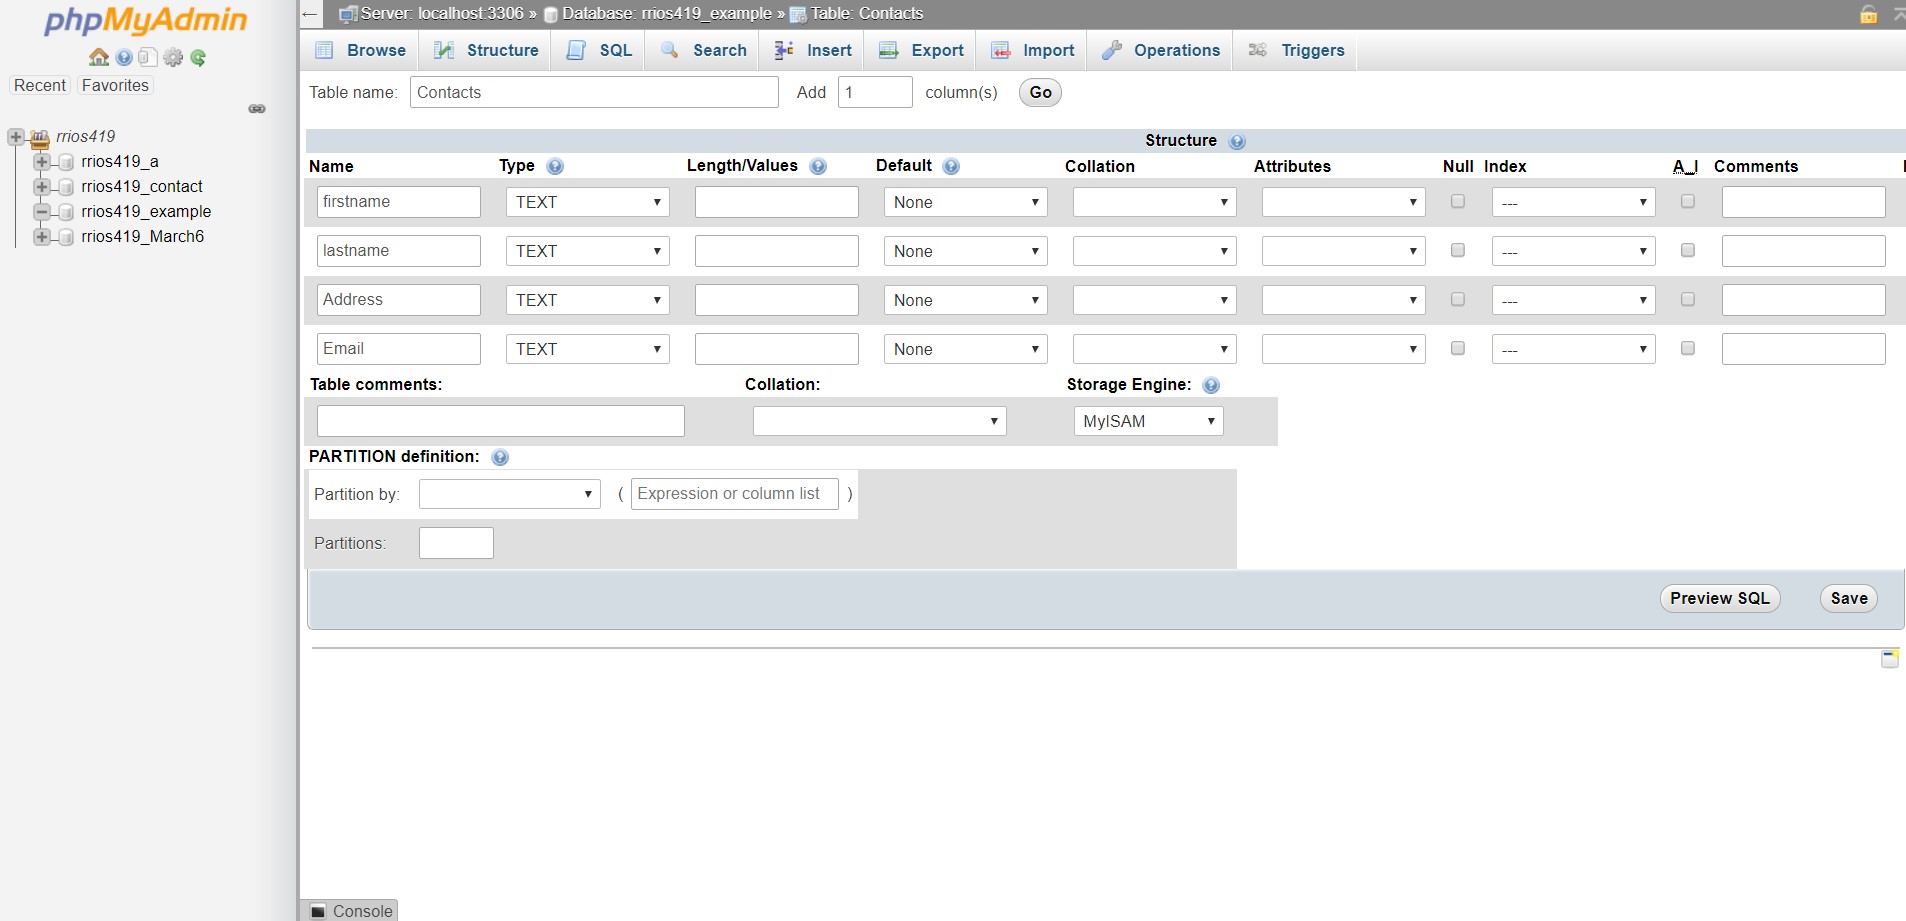 phpMyAdmin
Recent Favorites
rrios419
rrios419_a
rrios419_contact
rrios419_example
rrios419_March6
Server: localhost:3306 » Database: rrios419_example » Table: Contacts
Browse Structure SQL Search Insert Export Import Operations Triggers
Table name: Contacts Add 1 column(s) Go
Structure
Name Type Length/Values Default Collation Attributes Null Index A_I Comments
firstname TEXT None ---
lastname TEXT None ---
Address TEXT None ---
Email TEXT None ---
Table comments: Collation: Storage Engine:
MyISAM
PARTITION definition:
Partition by: ( Expression or column list )
Partitions:
Preview SQL Save
Console